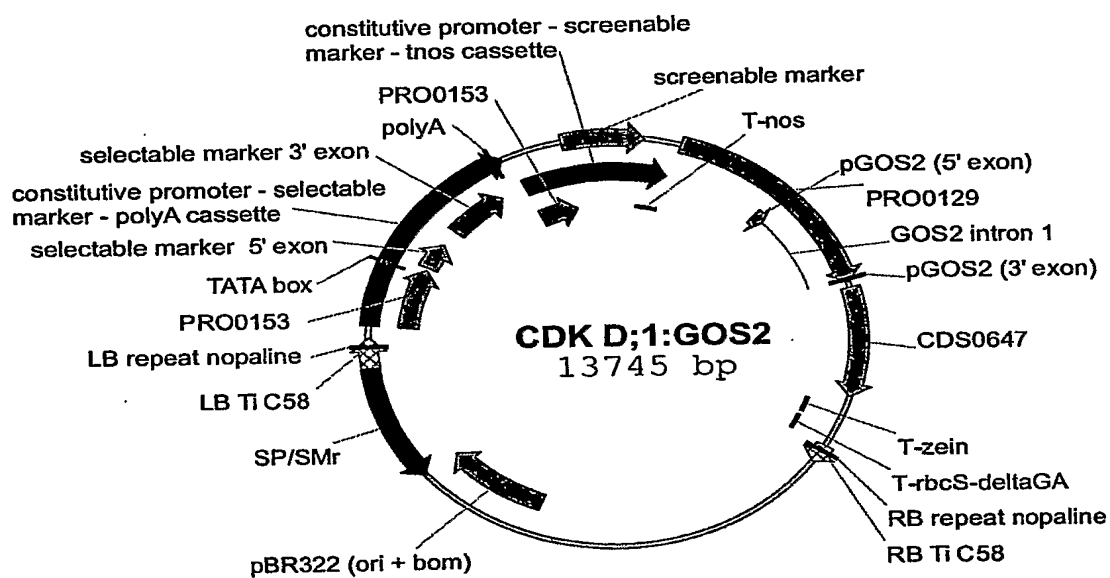 constitutive promoter - screenable
marker - tnos cassette
screenable marker
PRO0153
T-nos
polyA
selectable marker 3' exon
pGOS2 (5' exon)
constitutive promoter - selectable
marker - polyA cassette
PRO0129
selectable marker 5' exon
GOS2 intron 1
TATA box
pGOS2 (3' exon)
PRO0153
CDK D;1:GOS2
13745 bp
CDS0647
LB repeat nopaline
LB Ti C58
SP/SMr
T-zein
T-rbcS-deltaGA
RB repeat nopaline
RB Ti C58
pBR322 (ori + bom)